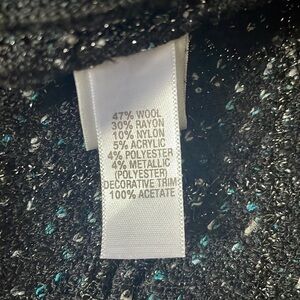 47% WOOL
30% RAYON
10% NYLON
5% ACRYLIC
4% POLYESTER
4% METALLIC
(POLYESTER)
DECORATIVE TRIM
100% ACETATE